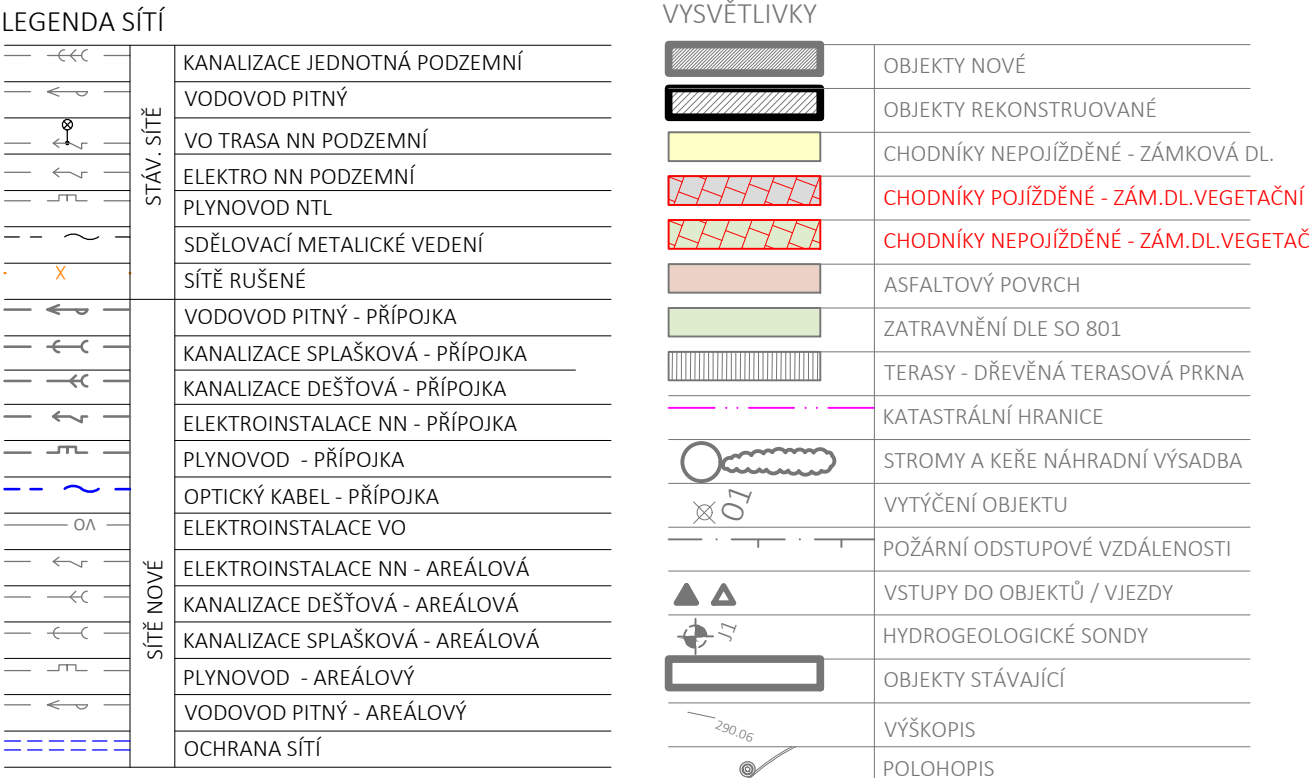 LEGENDA SÍTÍ
STÁV. SÍTĚ
KANALIZACE JEDNOTNÁ PODZEMNÍ
VODOVOD PITNÝ
VO TRASA NN PODZEMNÍ
ELEKTRO NN PODZEMNÍ
PLYNOVOD NTL
SDĚLOVACÍ METALICKÉ VEDENÍ
X
SÍTĚ RUŠENÉ
SÍTĚ NOVÉ
VODOVOD PITNÝ - PŘÍPOJKA
KANALIZACE SPLAŠKOVÁ - PŘÍPOJKA
KANALIZACE DEŠŤOVÁ - PŘÍPOJKA
ELEKTROINSTALACE NN - PŘÍPOJKA
PLYNOVOD - PŘÍPOJKA
OPTICKÝ KABEL - PŘÍPOJKA
VO
ELEKTROINSTALACE VO
ELEKTROINSTALACE NN - AREÁLOVÁ
KANALIZACE DEŠŤOVÁ - AREÁLOVÁ
KANALIZACE SPLAŠKOVÁ - AREÁLOVÁ
PLYNOVOD - AREÁLOVÝ
VODOVOD PITNÝ - AREÁLOVÝ
OCHRANA SÍTÍ
VYSVĚTLIVKY
OBJEKTY NOVÉ
OBJEKTY REKONSTRUOVANÉ
CHODNÍKY NEPOJÍŽDĚNÉ - ZÁMKOVÁ DL.
CHODNÍKY POJÍŽDĚNÉ - ZÁM.DL.VEGETAČNÍ
CHODNÍKY NEPOJÍŽDĚNÉ - ZÁM.DL.VEGETAČ
ASFALTOVÝ POVRCH
ZATRAVNĚNÍ DLE SO 801
TERASY - DŘEVĚNÁ TERASOVÁ PRKNA
KATASTRÁLNÍ HRANICE
STROMY A KEŘE NÁHRADNÍ VÝSADBA
01
VYTÝČENÍ OBJEKTU
POŽÁRNÍ ODSTUPOVÉ VZDÁLENOSTI
VSTUPY DO OBJEKTŮ / VJEZDY
J1
HYDROGEOLOGICKÉ SONDY
OBJEKTY STÁVAJÍCÍ
290.06
VÝŠKOPIS
POLOHOPIS